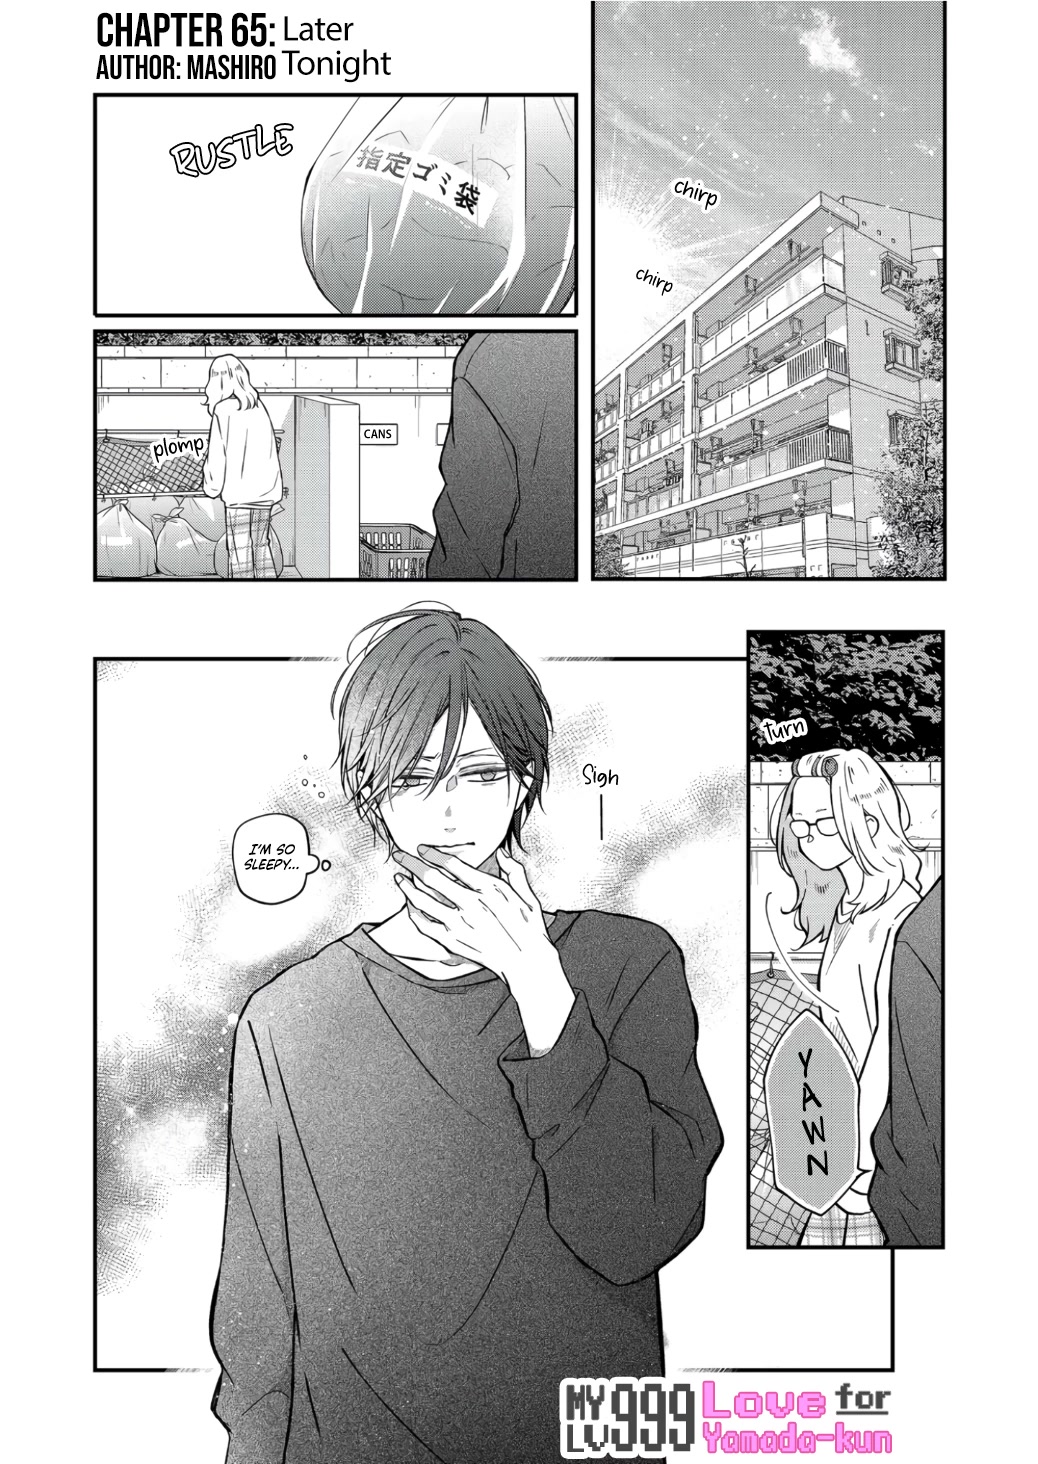 CHAPTER 65: Later
AUTHOR: MASHIRO Tonight
chirp
chirp
RUSTLE
指定ゴミ袋
plomp
CANS
turn
YAWN
Sigh
I'M SO
SLEEPY...
MY
LV999
Love for
Yamada-kun